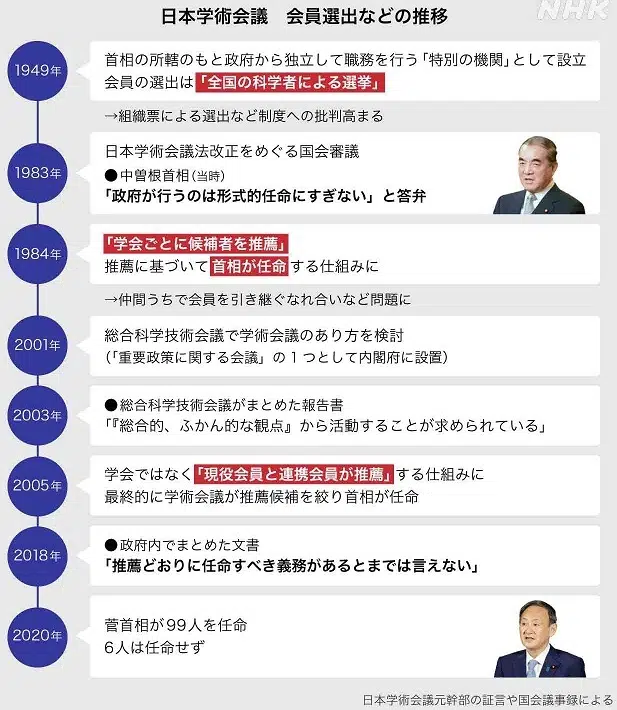 日本学術会議　会員選出などの推移
NHK
1949年
首相の所轄のもと政府から独立して職務を行う「特別の機関」として設立
会員の選出は「全国の科学者による選挙」
→組織票による選出など制度への批判高まる
1983年
日本学術会議法改正をめぐる国会審議
●中曽根首相（当時）
「政府が行うのは形式的任命にすぎない」と答弁
1984年
「学会ごとに候補者を推薦」
推薦に基づいて首相が任命する仕組みに
→仲間うちで会員を引き継ぐなれ合いなど問題に
2001年
総合科学技術会議で学術会議のあり方を検討
（「重要政策に関する会議」の１つとして内閣府に設置）
2003年
●総合科学技術会議がまとめた報告書
「『総合的、ふかん的な観点』から活動することが求められている」
2005年
学会ではなく「現役会員と連携会員が推薦」する仕組みに
最終的に学術会議が推薦候補を絞り首相が任命
2018年
●政府内でまとめた文書
「推薦どおりに任命すべき義務があるとまでは言えない」
2020年
菅首相が99人を任命
6人は任命せず
日本学術会議元幹部の証言や国会議事録による